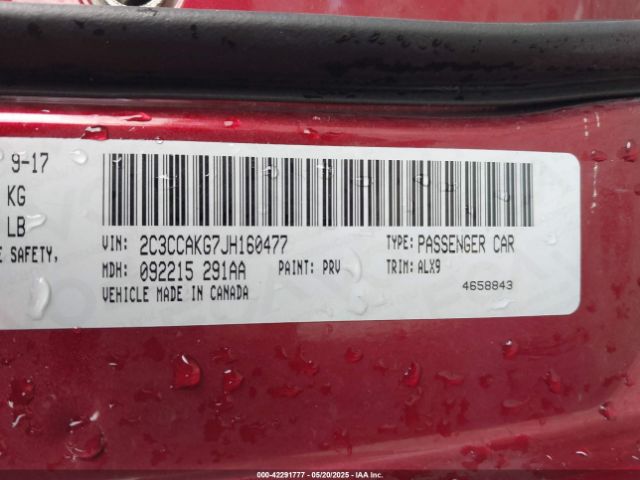 9-17
KG
LB
E SAFETY,
VIN: 2C3CCAKG7JH160477 TYPE: PASSENGER CAR
MDH: 092215 291AA PAINT: PRV TRIM: ALX9
VEHICLE MADE IN CANADA 4658843
000-42291777 - 05/20/2025 - IAA Inc.